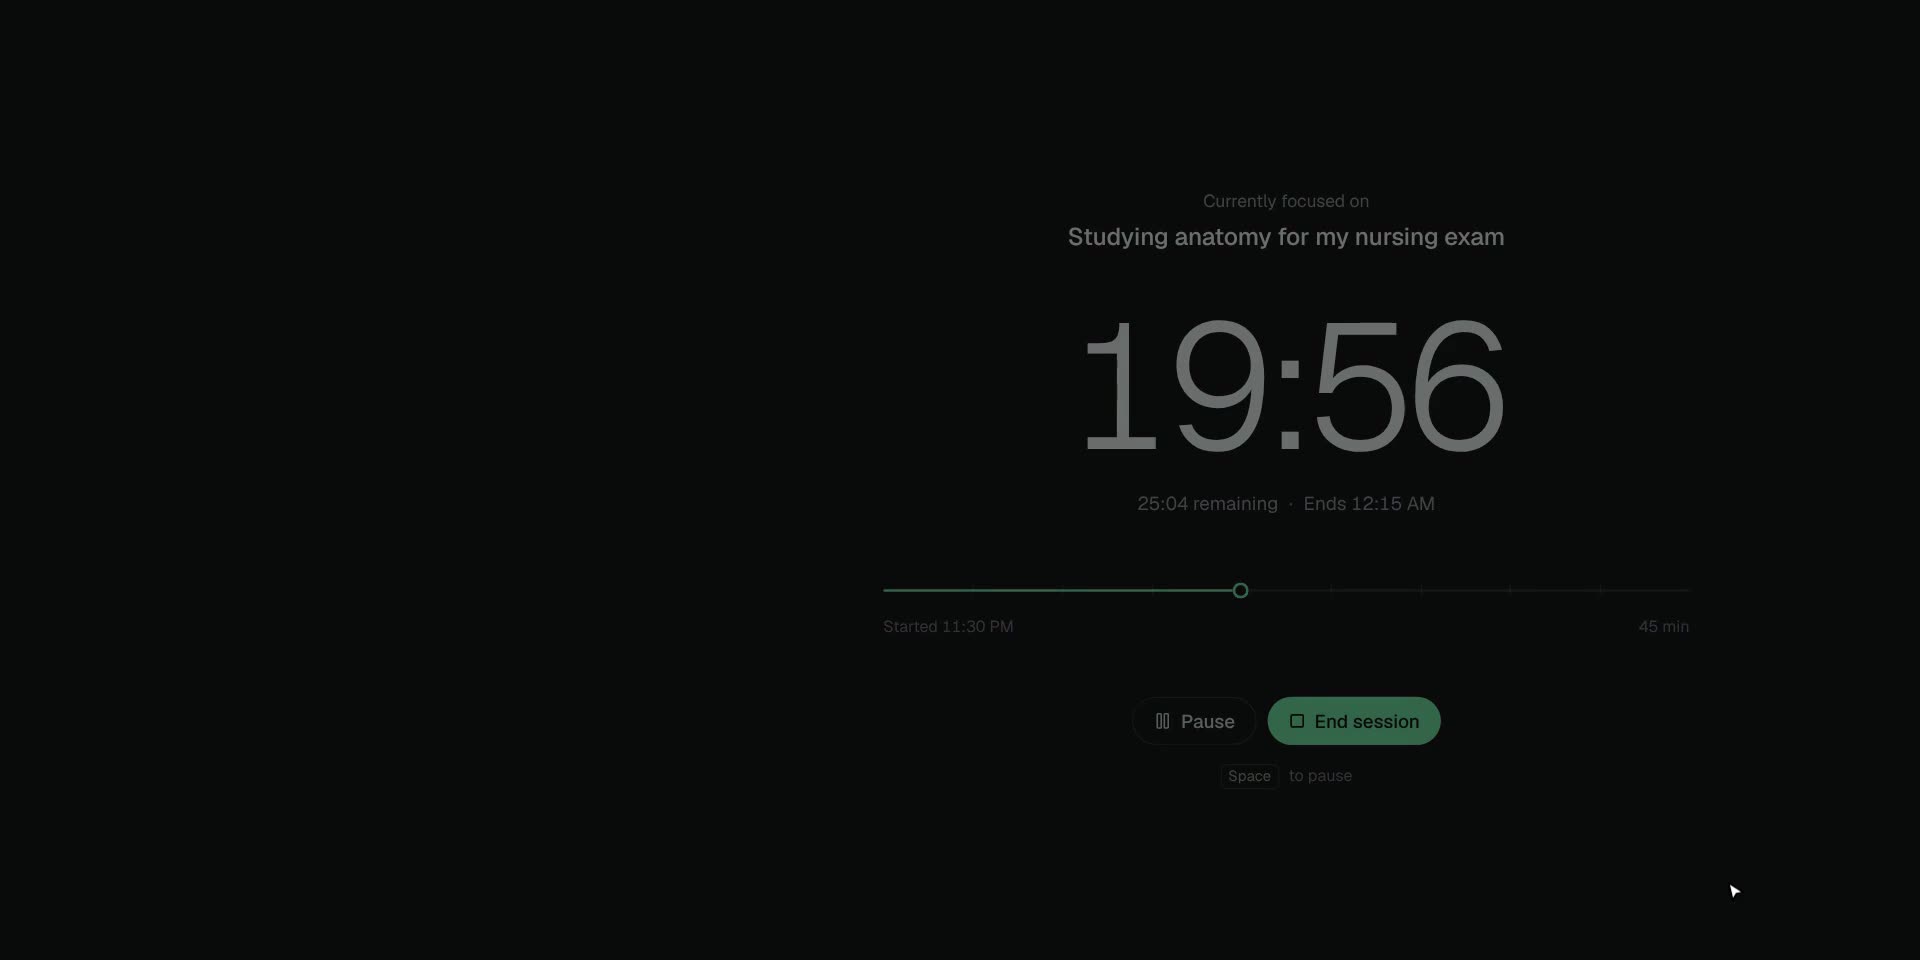 Currently focused on
Studying anatomy for my nursing exam
19:56
25:04 remaining · Ends 12:15 AM
Started 11:30 PM 45 min
Pause End session
Space to pause